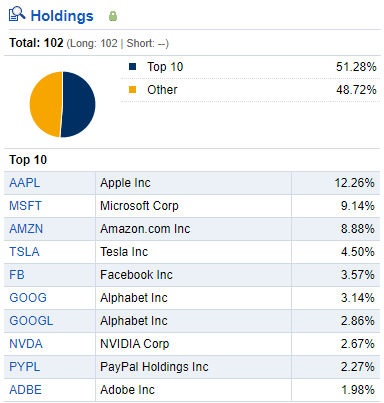 Holdings
Total: 102 (Long: 102 | Short: --)
Top 10 51.28%
Other 48.72%
Top 10
AAPL Apple Inc 12.26%
MSFT Microsoft Corp 9.14%
AMZN Amazon.com Inc 8.88%
TSLA Tesla Inc 4.50%
FB Facebook Inc 3.57%
GOOG Alphabet Inc 3.14%
GOOGL Alphabet Inc 2.86%
NVDA NVIDIA Corp 2.67%
PYPL PayPal Holdings Inc 2.27%
ADBE Adobe Inc 1.98%